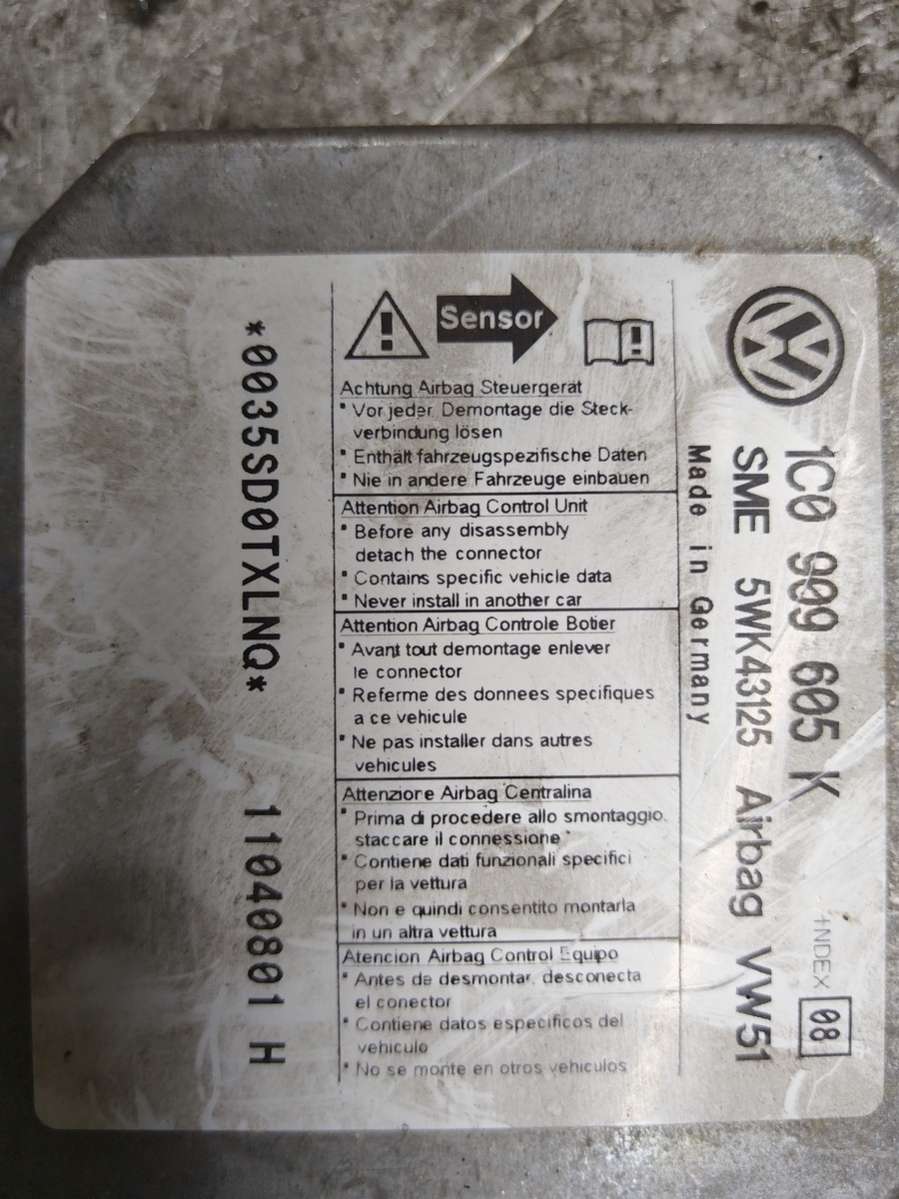 1C0 909 605 K
INDEX 08
SME 5WK43125 Airbag VW51
Made in Germany
Sensor
Achtung Airbag Steuergerat
• Vor jeder Demontage die Steck-
verbindung lösen
• Enthält fahrzeugspezifische Daten
• Nie in andere Fahrzeuge einbauen
Attention Airbag Control Unit
• Before any disassembly
detach the connector
• Contains specific vehicle data
• Never install in another car
Attention Airbag Controle Botier
• Avant tout demontage enlever
le connector
• Referme des donnees specifiques
a ce vehicule
• Ne pas installer dans autres
vehicules
Attenziore Airbag Centralina
• Prima di procedere allo smontaggio
staccare il connessione
• Contiene dati funzionali specifici
per la vettura
• Non e quindi consentito montarla
in un altra vettura
Atencion Airbag Control Equipo
• Antes de desmontar, desconecta
el conector
• Contiene datos especificos del
vehiculo
• No se monte en otros vehiculos
*0035SD0TXLNQ* 11040801 H